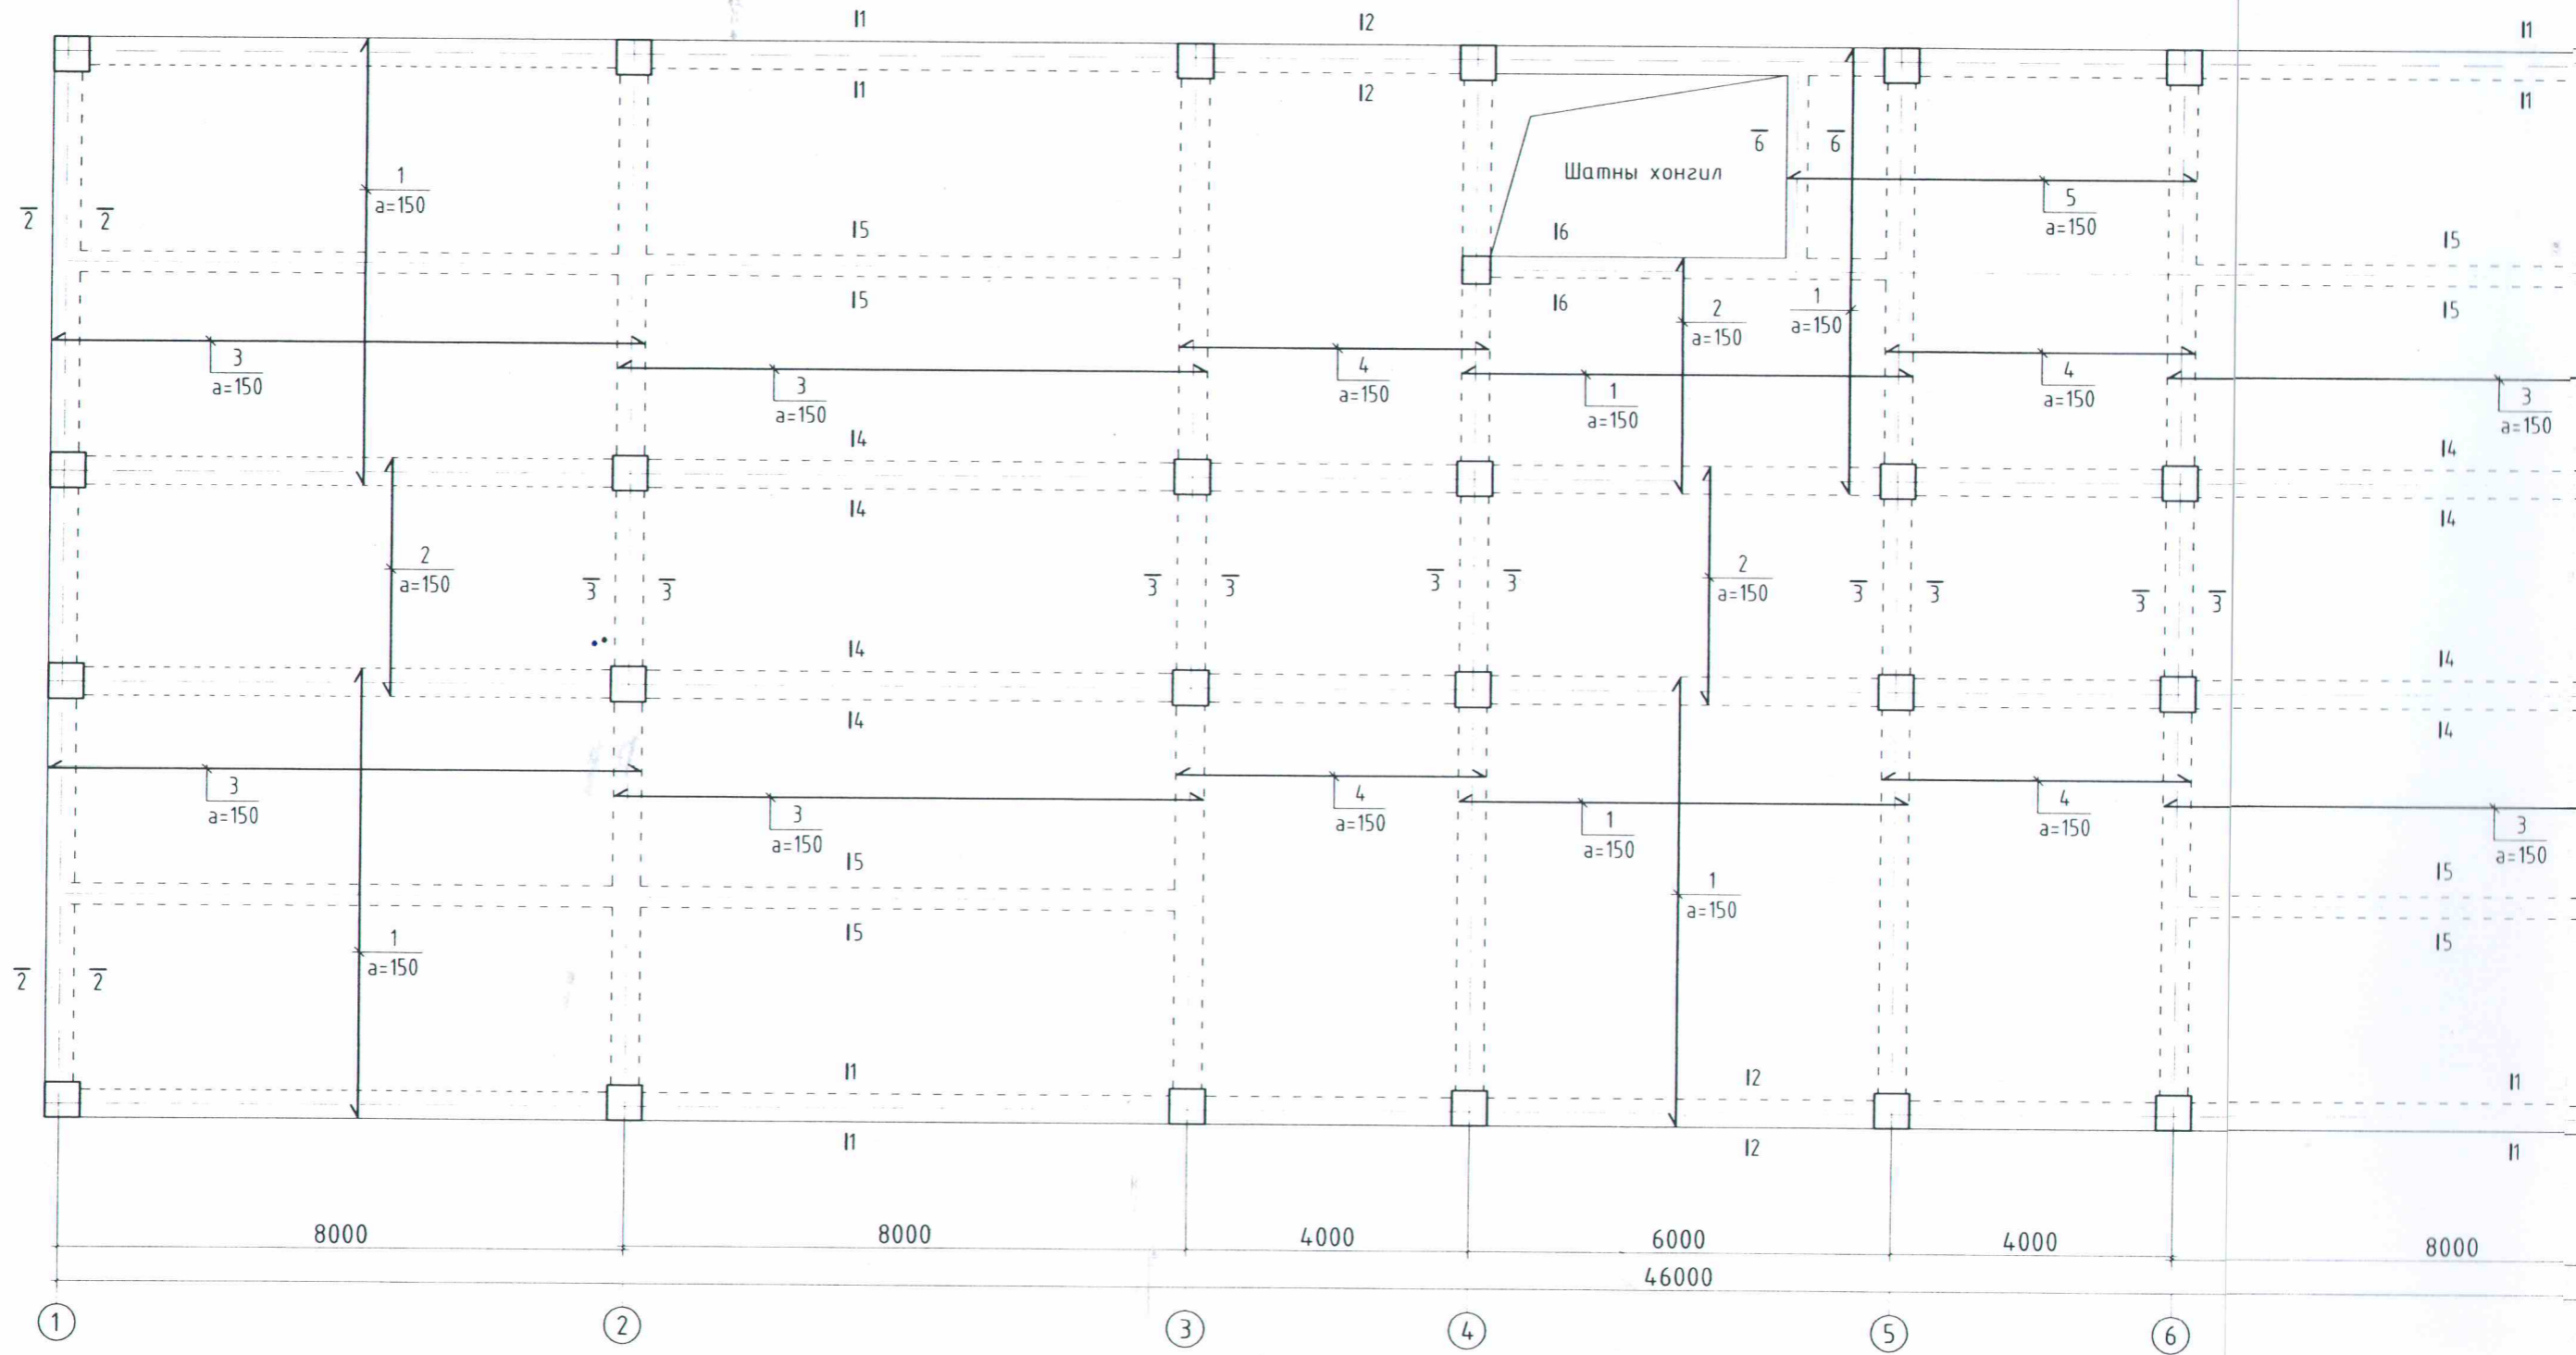 I1 I2 I1
I1 I2 I1
6 6
Шатны хонгил
1
a=150
5
a=150
2 2
I5 I6 I5
I5 I6 I5
2
a=150
1
a=150
3
a=150
3
a=150
4
a=150
1
a=150
4
a=150
3
a=150
I4 I4
I4 I4
2
a=150
2
a=150
3 3 3 3 3 3 3 3 3 3
I4 I4
I4 I4
3
a=150
3
a=150
4
a=150
1
a=150
4
a=150
3
a=150
I5 I5
I5 I5
1
a=150
1
a=150
2 2
I1 I2 I1
I1 I2 I1
8000 8000 4000 6000 4000 8000
46000
1 2 3 4 5 6